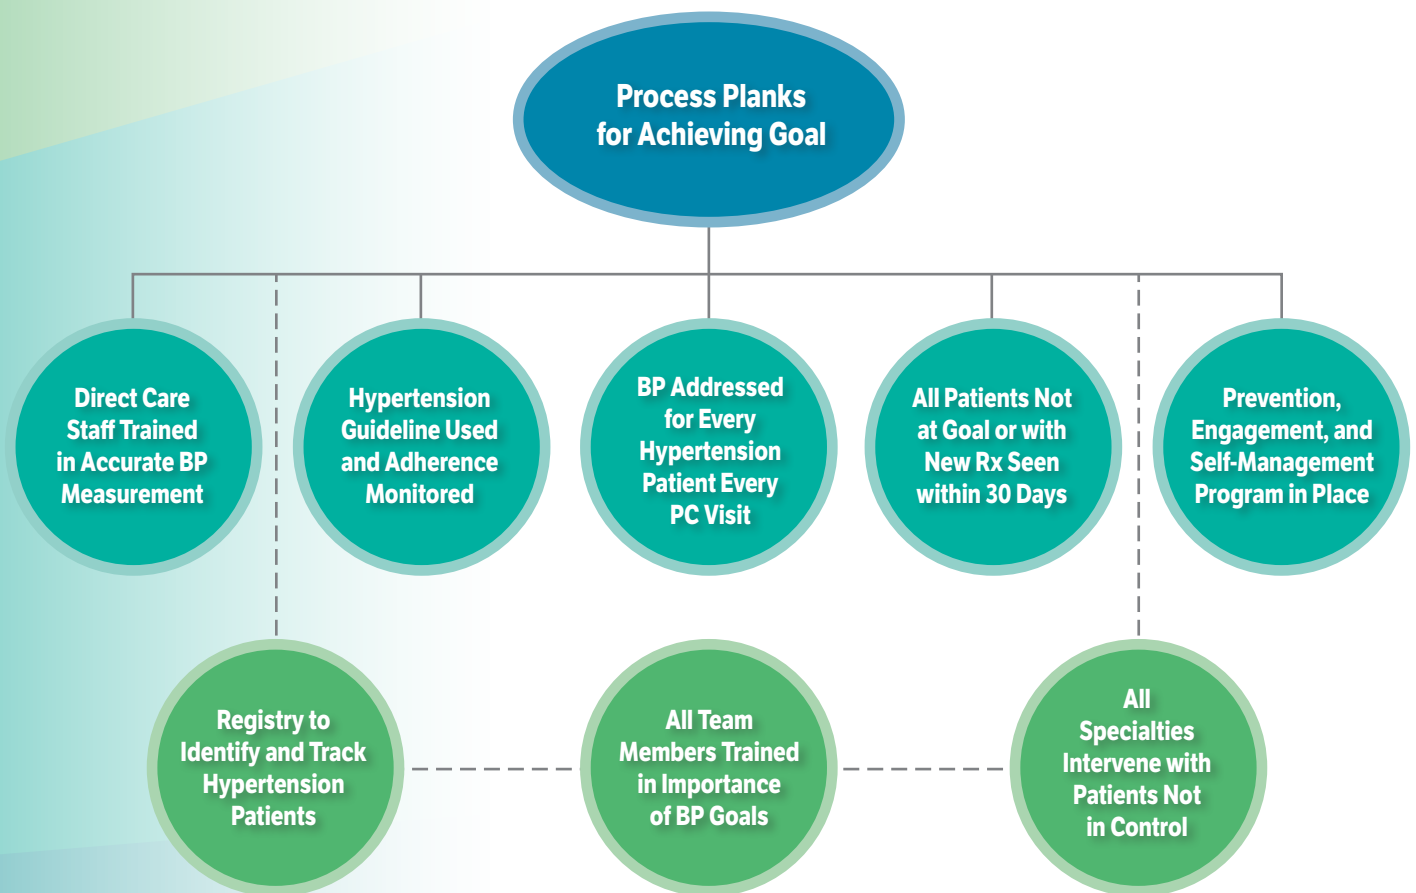 Process Planks
for Achieving Goal
Direct Care
Staff Trained
in Accurate BP
Measurement
Hypertension
Guideline Used
and Adherence
Monitored
BP Addressed
for Every
Hypertension
Patient Every
PC Visit
All Patients Not
at Goal or with
New Rx Seen
within 30 Days
Prevention,
Engagement, and
Self-Management
Program in Place
Registry to
Identify and Track
Hypertension
Patients
All Team
Members Trained
in Importance
of BP Goals
All
Specialties
Intervene with
Patients Not
in Control